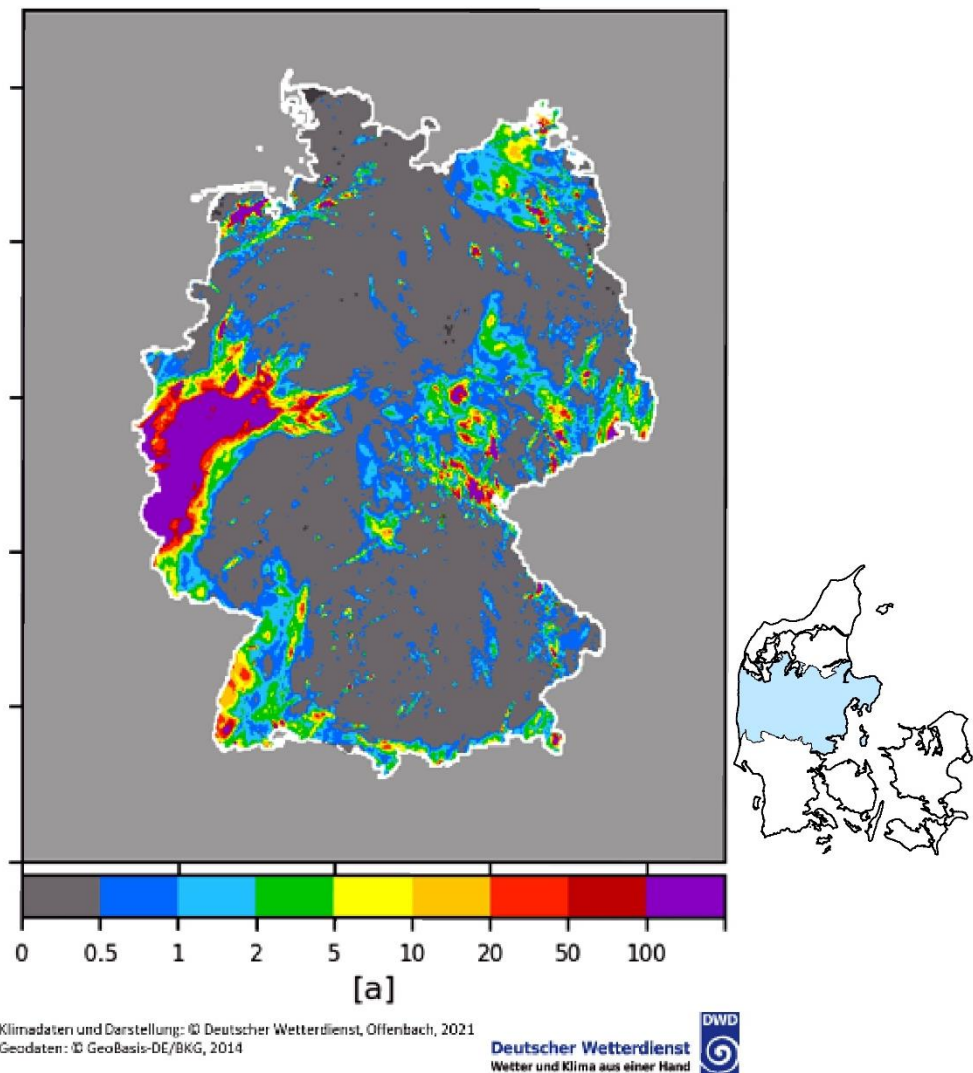 0 0.5 1 2 5 10 20 50 100
[a]
Klimadaten und Darstellung: © Deutscher Wetterdienst, Offenbach, 2021
Geodaten: © GeoBasis-DE/BKG, 2014
DWD
Deutscher Wetterdienst
Wetter und Klima aus einer Hand